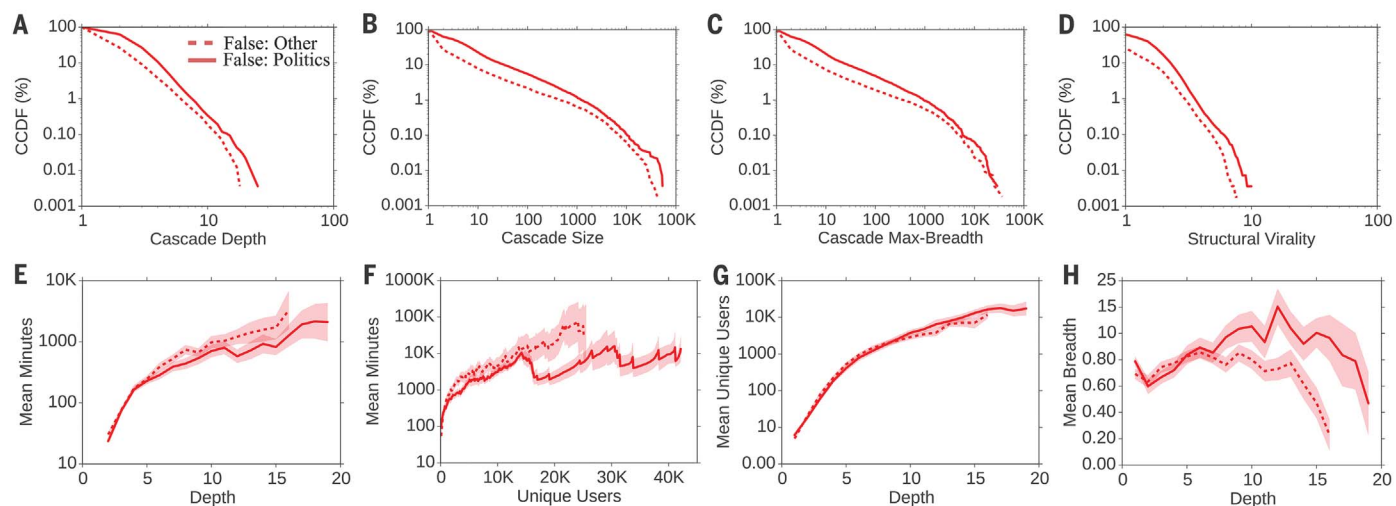 A
CCDF (%)
100
10
1
0.10
0.01
0.001
1
10
100
Cascade Depth
False: Other
False: Politics
B
CCDF (%)
100
10
1
0.10
0.01
0.001
1
10
100
1000
10K
100K
Cascade Size
C
CCDF (%)
100
10
1
0.10
0.01
0.001
1
10
100
1000
10K
100K
Cascade Max-Breadth
D
CCDF (%)
100
10
1
0.10
0.01
0.001
1
10
100
Structural Virality
E
Mean Minutes
10K
1000
100
10
0
5
10
15
20
Depth
F
Mean Minutes
1000K
100K
10K
1000
100
10
0
10K
20K
30K
40K
Unique Users
G
Mean Unique Users
100K
10K
1000
100
10
0.00
0
5
10
15
20
Depth
H
Mean Breadth
25
15
10
0.80
0.60
0.40
0.20
0.00
0
5
10
15
20
Depth